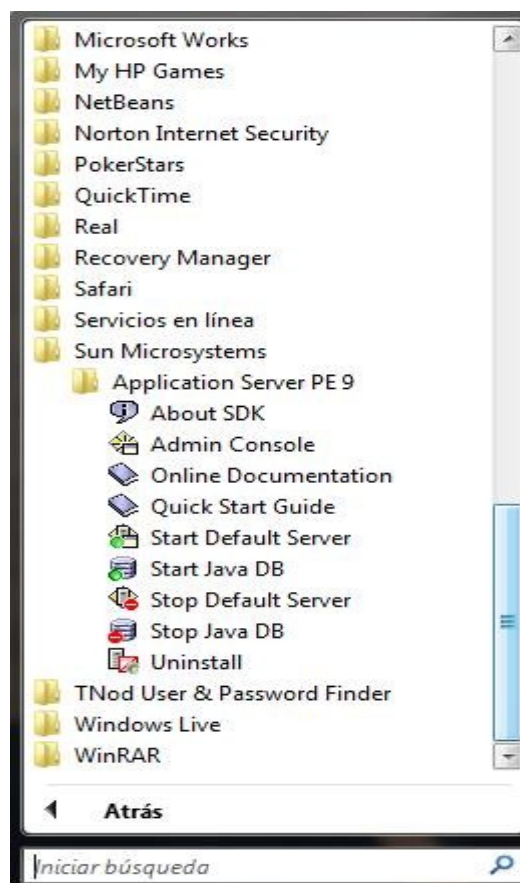 Microsoft Works
My HP Games
NetBeans
Norton Internet Security
PokerStars
QuickTime
Real
Recovery Manager
Safari
Servicios en línea
Sun Microsystems
Application Server PE 9
About SDK
Admin Console
Online Documentation
Quick Start Guide
Start Default Server
Start Java DB
Stop Default Server
Stop Java DB
Uninstall
TNod User & Password Finder
Windows Live
WinRAR
Atrás
Iniciar búsqueda